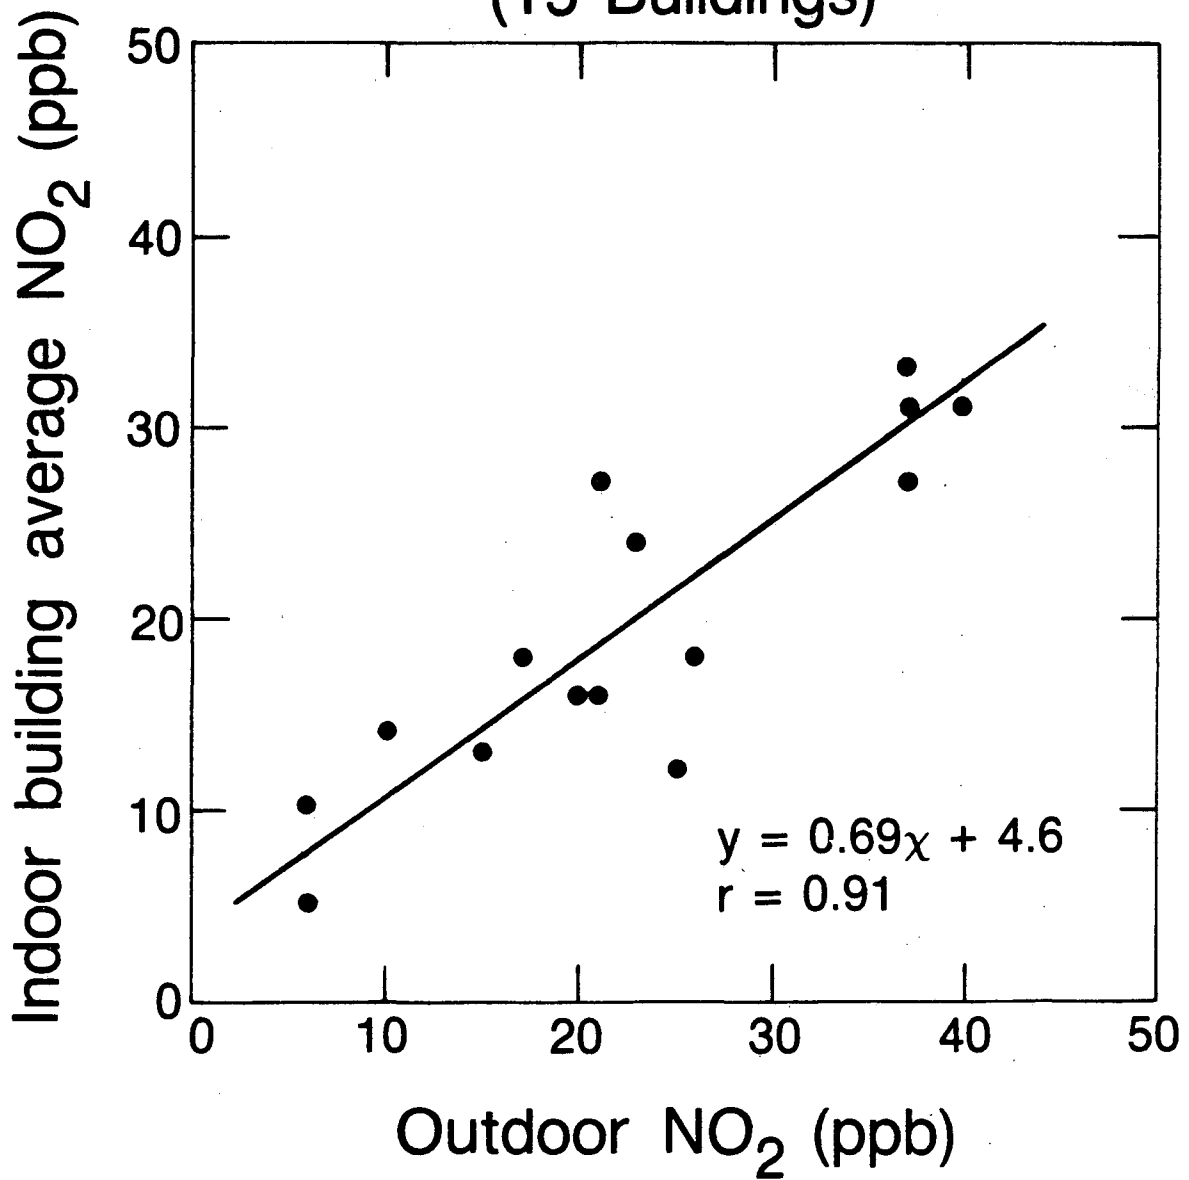 Buildings)
50
40
30
20
10
0
0 10 20 30 40 50
Indoor building average NO2 (ppb)
Outdoor NO2 (ppb)
y = 0.69χ + 4.6
r = 0.91